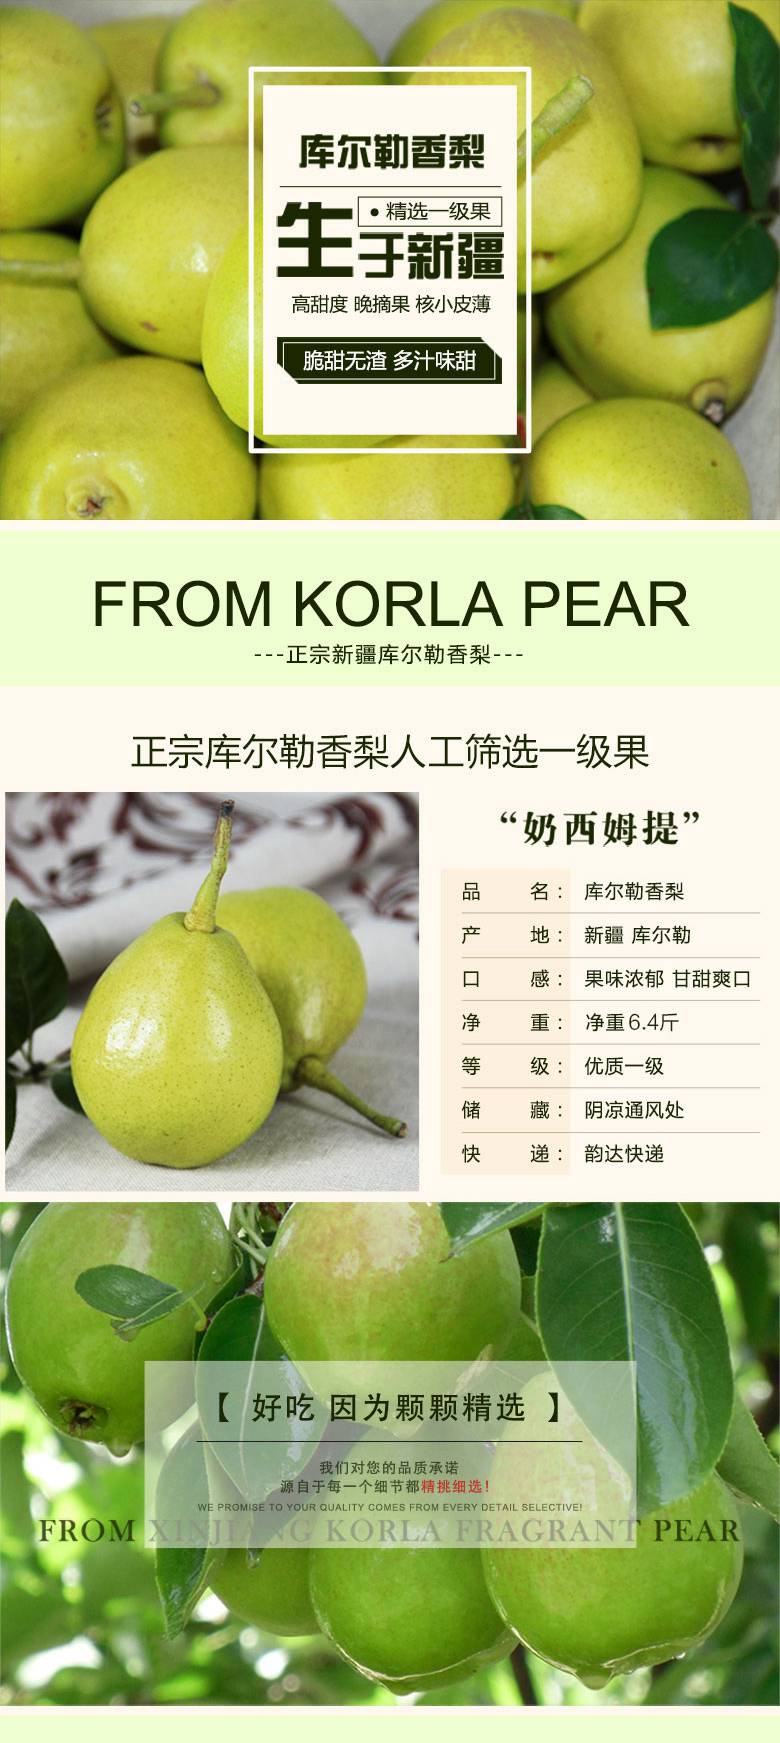 库尔勒香梨
生 • 精选一级果
于新疆
高甜度 晚摘果 核小皮薄
脆甜无渣 多汁味甜
FROM KORLA PEAR
---正宗新疆库尔勒香梨---
正宗库尔勒香梨人工筛选一级果
“奶西姆提”
品 名: 库尔勒香梨
产 地: 新疆 库尔勒
口 感: 果味浓郁 甘甜爽口
净 重: 净重6.4斤
等 级: 优质一级
储 藏: 阴凉通风处
快 递: 韵达快递
【 好吃 因为颗颗精选 】
我们对您的品质承诺
源自于每一个细节都精挑细选!
WE PROMISE TO YOUR QUALITY COMES FROM EVERY DETAIL SELECTIVE!
FROM XINJIANG KORLA FRAGRANT PEAR